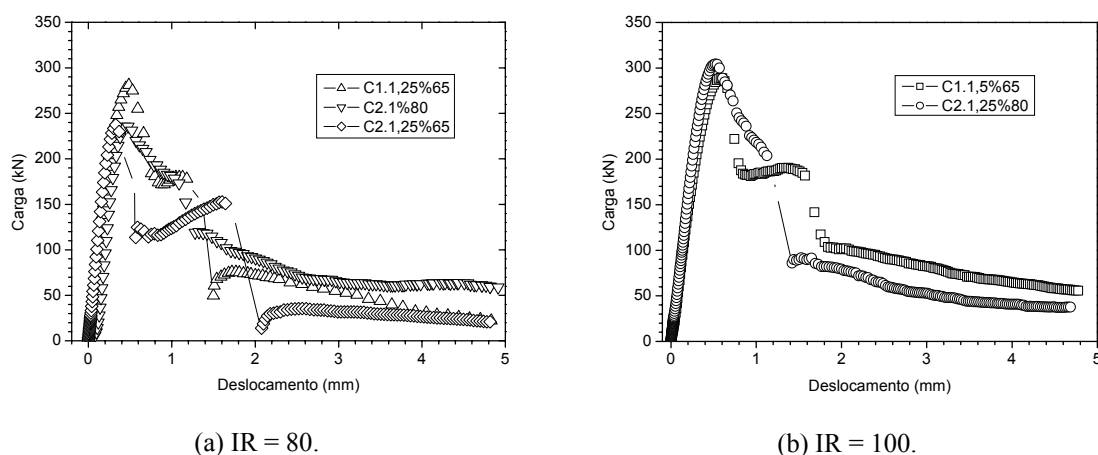 350
300
250
200
150
100
50
0
Carga (kN)
C1.1,25%65
C2.1%80
C2.1,25%65
0 1 2 3 4 5
Deslocamento (mm)
(a) IR = 80.
350
300
250
200
150
100
50
0
Carga (kN)
C1.1,5%65
C2.1,25%80
0 1 2 3 4 5
Deslocamento (mm)
(b) IR = 100.